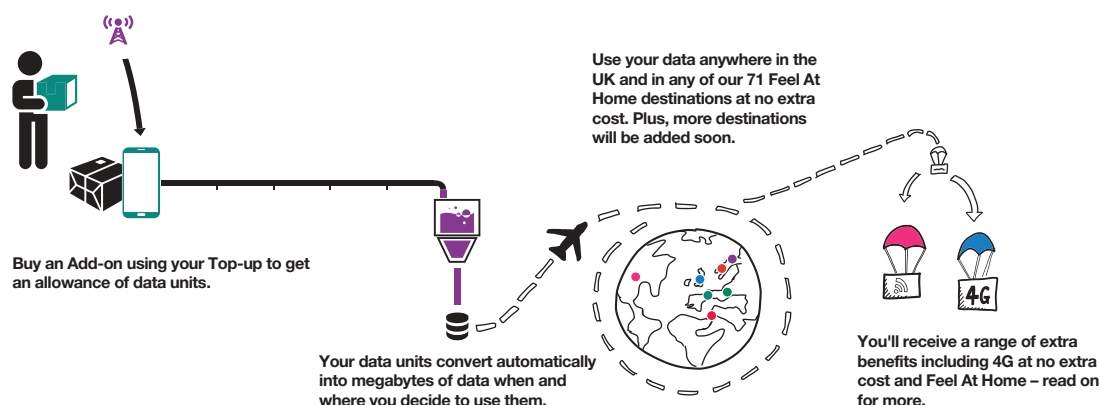 Use your data anywhere in the
UK and in any of our 71 Feel At
Home destinations at no extra
cost. Plus, more destinations
will be added soon.
Buy an Add-on using your Top-up to get
an allowance of data units.
4G
Your data units convert automatically
into megabytes of data when and
where you decide to use them.
You'll receive a range of extra
benefits including 4G at no extra
cost and Feel At Home – read on
for more.